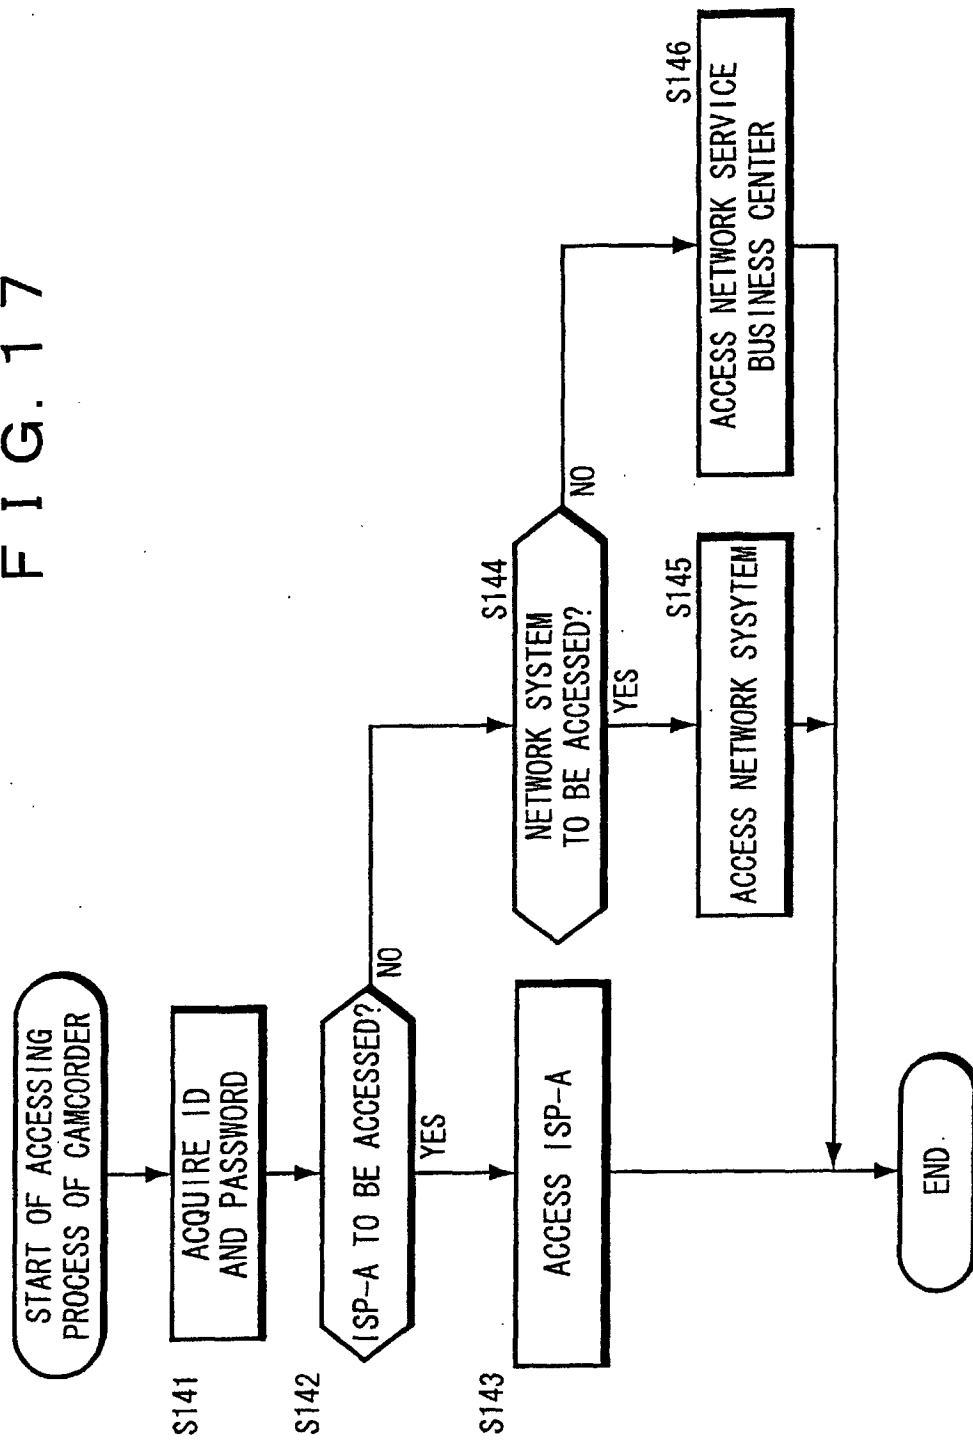 FIG. 17
START OF ACCESSING
PROCESS OF CAMCORDER
S141
ACQUIRE ID
AND PASSWORD
S142
ISP-A TO BE ACCESSED?
NO
YES
S143
ACCESS ISP-A
S144
NETWORK SYSTEM
TO BE ACCESSED?
NO
YES
S145
ACCESS NETWORK SYSYTEM
S146
ACCESS NETWORK SERVICE
BUSINESS CENTER
END